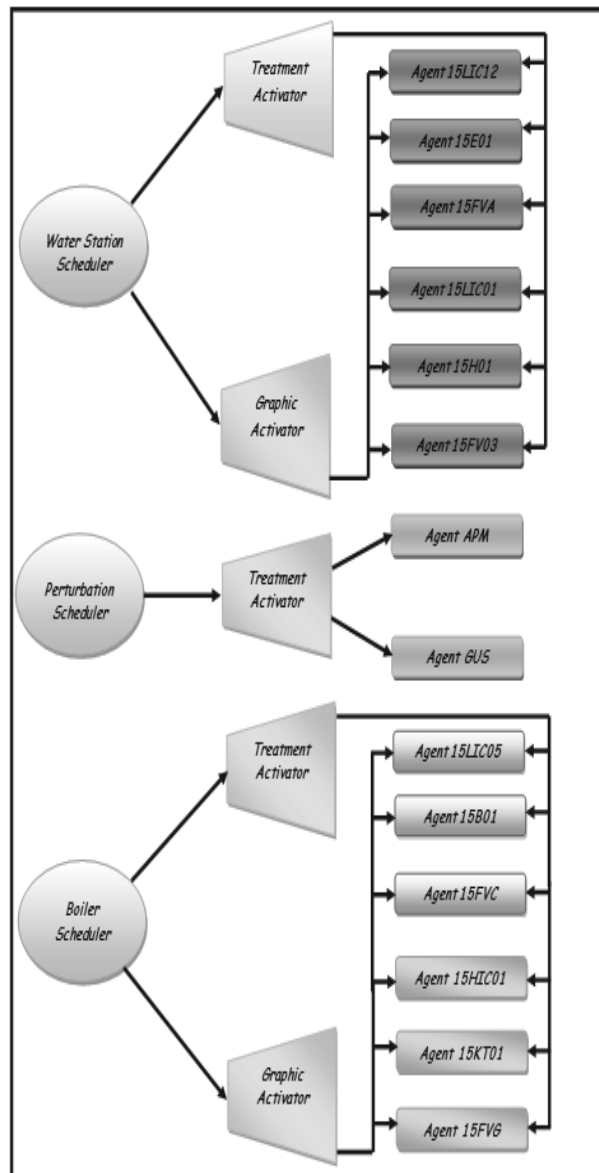 Treatment
Activator
Agent 15LIC12
Agent 15E01
Agent 15FVA
Water Station
Scheduler
Agent 15LIC01
Agent 15H01
Graphic
Activator
Agent 15FV03
Agent APM
Perturbation
Scheduler
Treatment
Activator
Agent GUS
Treatment
Activator
Agent 15LIC05
Agent 15B01
Agent 15FVC
Boiler
Scheduler
Agent 15HIC01
Agent 15KT01
Graphic
Activator
Agent 15FVG